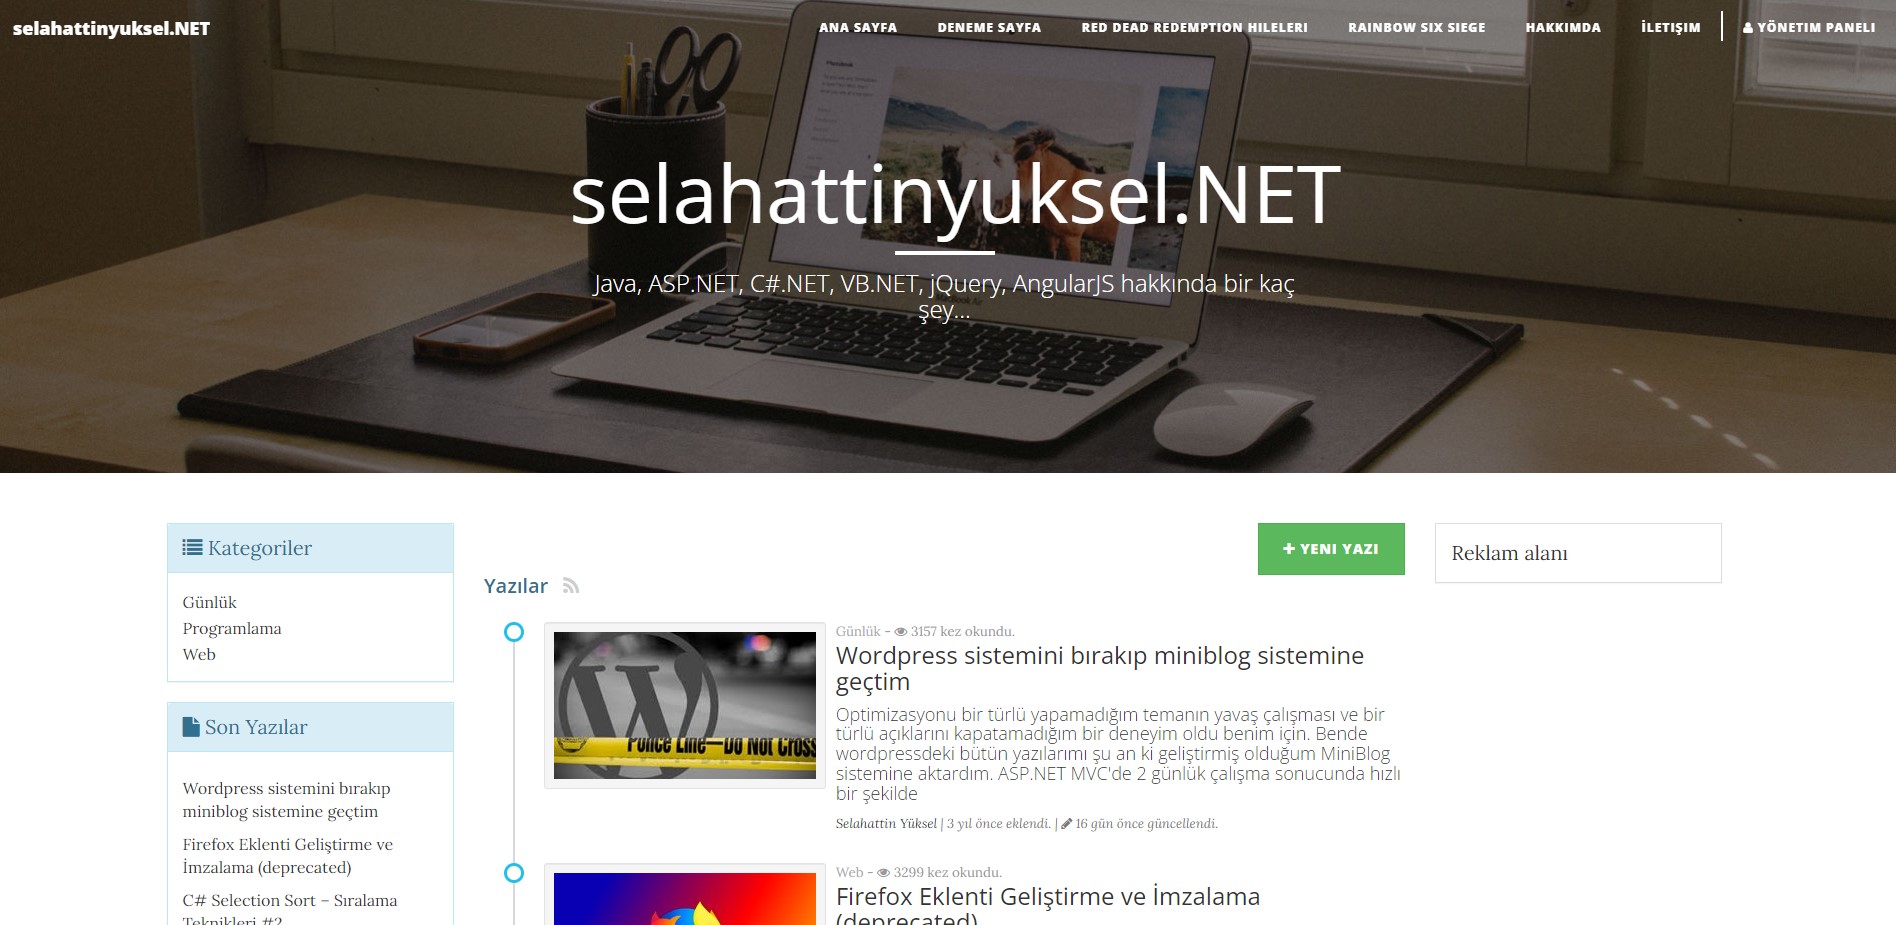 selahattinyuksel.NET
ANA SAYFA
DENEME SAYFA
RED DEAD REDEMPTION HILELERI
RAINBOW SIX SIEGE
HAKKIMDA
İLETIŞIM
YÖNETIM PANELI
selahattinyuksel.NET
Java, ASP.NET, C#.NET, VB.NET, jQuery, AngularJS hakkında bir kaç
şey...
Kategoriler
Günlük
Programlama
Web
Son Yazılar
Wordpress sistemini bırakıp
miniblog sistemine geçtim
Firefox Eklenti Geliştirme ve
İmzalama (deprecated)
C# Selection Sort – Sıralama
Teknikleri #2
YENI YAZI
Yazılar
Günlük - 3157 kez okundu.
Wordpress sistemini bırakıp miniblog sistemine
geçtim
Police Line—Do Not Cross
Optimizasyonu bir türlü yapamadığım temanın yavaş çalışması ve bir
türlü açıklarını kapatamadığım bir deneyim oldu benim için. Bende
wordpressdeki bütün yazılarımı şu an ki geliştirmiş olduğum MiniBlog
sistemine aktardım. ASP.NET MVC'de 2 günlük çalışma sonucunda hızlı
bir şekilde
Selahattin Yüksel | 3 yıl önce eklendi. | 16 gün önce güncellendi.
Web - 3299 kez okundu.
Firefox Eklenti Geliştirme ve İmzalama
(deprecated)
Reklam alanı